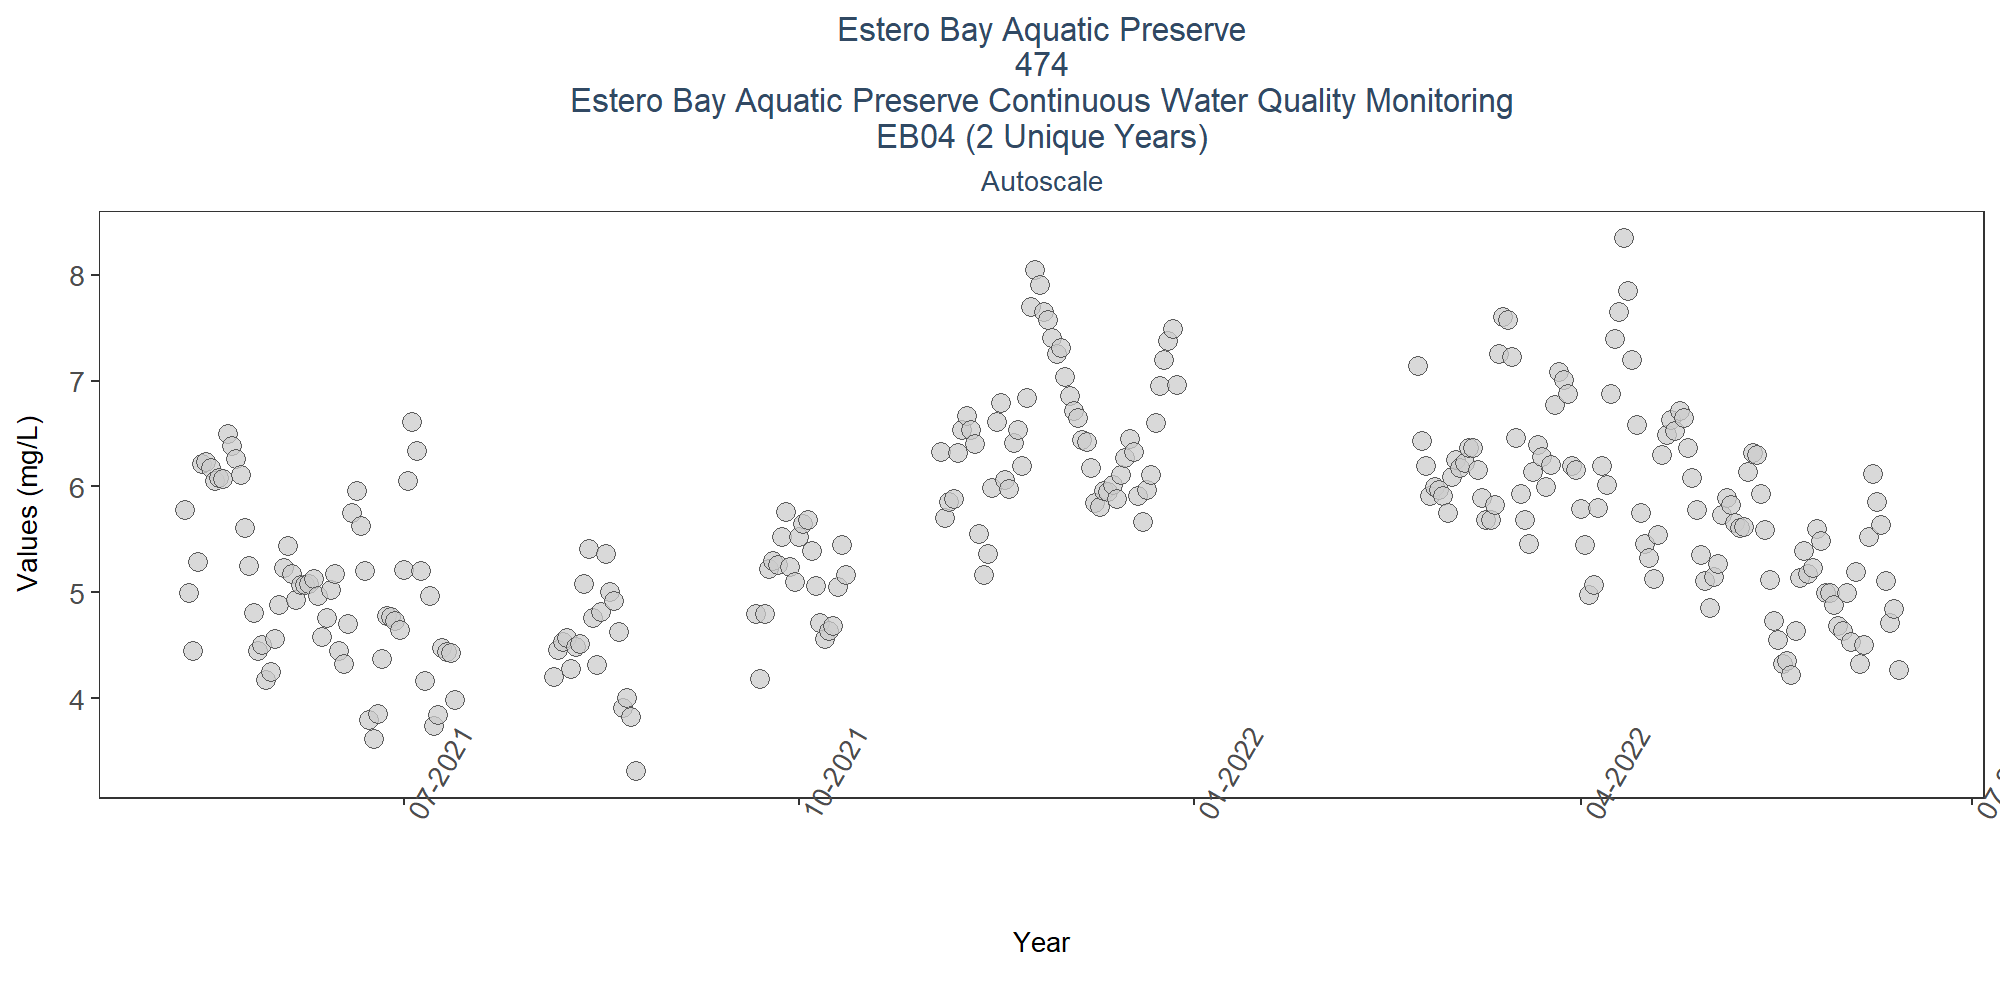 Estero Bay Aquatic Preserve
474
Estero Bay Aquatic Preserve Continuous Water Quality Monitoring
EB04 (2 Unique Years)
Autoscale
Values (mg/L)
8
7
6
5
4
07-2021
10-2021
01-2022
04-2022
Year